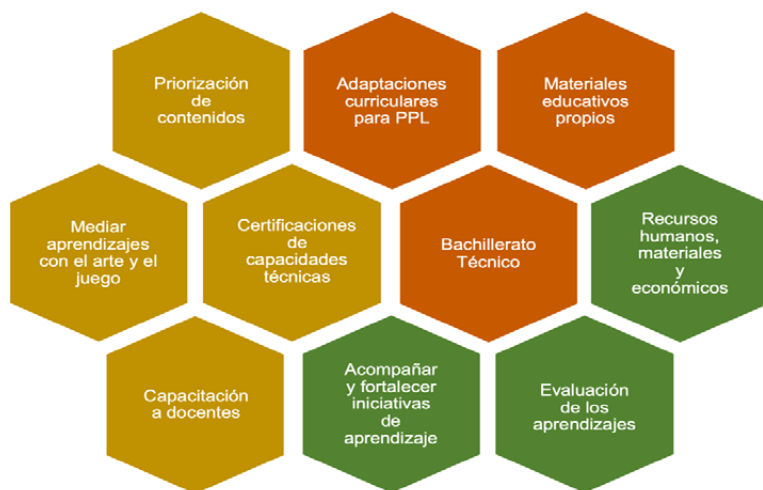 Priorización
de
contenidos
Adaptaciones
curriculares
para PPL
Materiales
educativos
propios
Mediar
aprendizajes
con el arte y el
juego
Certificaciones
de
capacidades
técnicas
Bachillerato
Técnico
Recursos
humanos,
materiales
y
económicos
Capacitación
a docentes
Acompañar
y fortalecer
iniciativas
de
aprendizaje
Evaluación
de los
aprendizajes